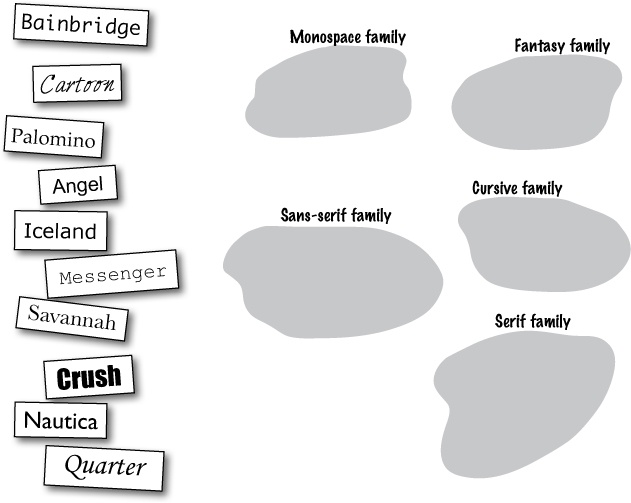 Bainbridge
Cartoon
Palomino
Angel
Iceland
Messenger
Savannah
Crush
Nautica
Quarter
Monospace family
Fantasy family
Cursive family
Sans-serif family
Serif family